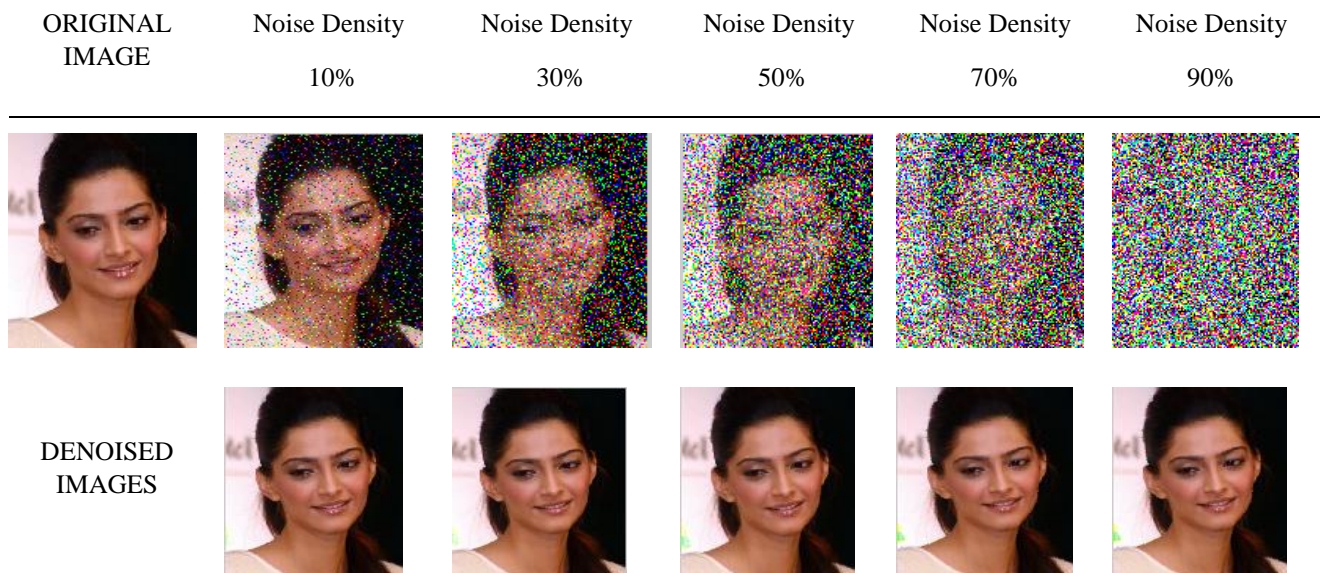 ORIGINAL
IMAGE
Noise Density
10%
Noise Density
30%
Noise Density
50%
Noise Density
70%
Noise Density
90%
DENOISED
IMAGES